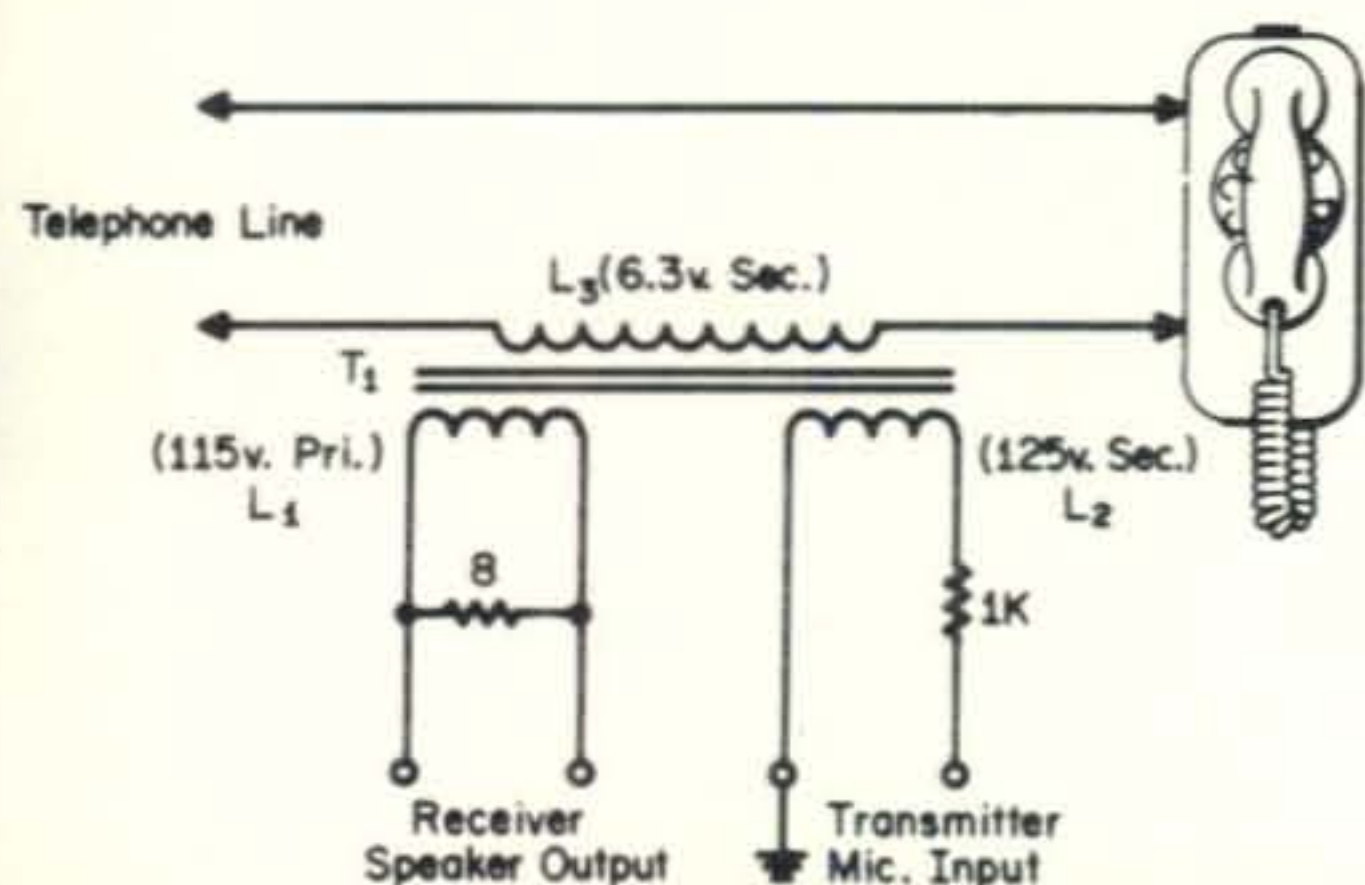 Telephone Line
L₃(6.3v. Sec.)
T₁
(115v. Pri.)
L₁
(125v. Sec.)
L₂
8
1K
Receiver
Speaker Output
Transmitter
Mic. Input